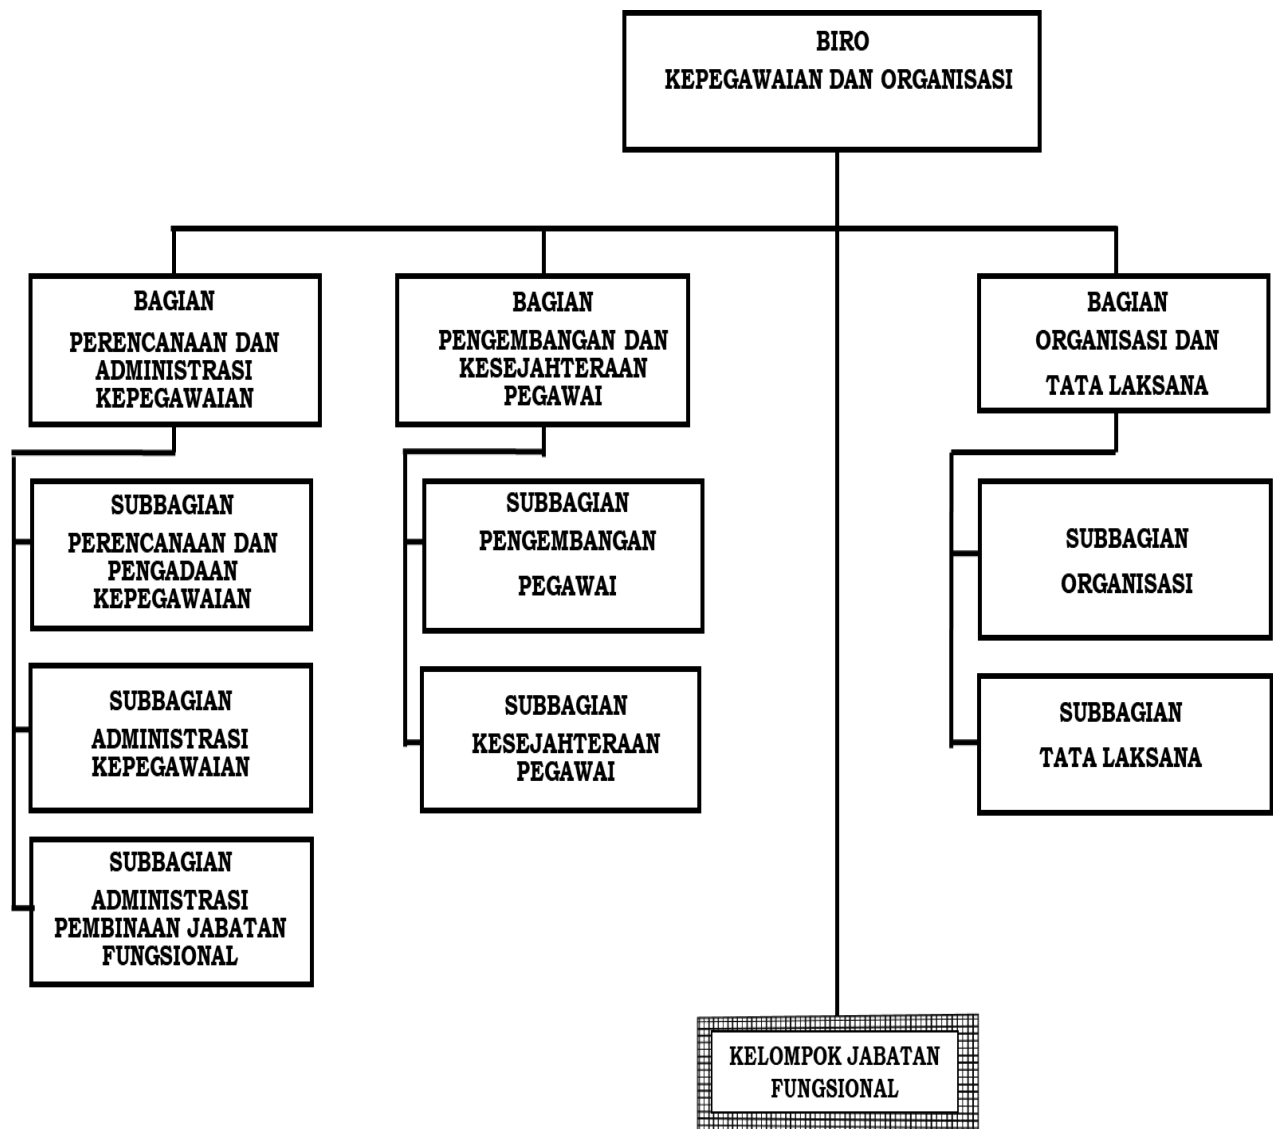 BIRO
KEPEGAWAIAN DAN ORGANISASI
BAGIAN
PERENCANAAN DAN
ADMINISTRASI
KEPEGAWAIAN
BAGIAN
PENGEMBANGAN DAN
KESEJAHTERAAN
PEGAWAI
BAGIAN
ORGANISASI DAN
TATA LAKSANA
SUBBAGIAN
PERENCANAAN DAN
PENGADAAN
KEPEGAWAIAN
SUBBAGIAN
PENGEMBANGAN
PEGAWAI
SUBBAGIAN
ORGANISASI
SUBBAGIAN
ADMINISTRASI
KEPEGAWAIAN
SUBBAGIAN
KESEJAHTERAAN
PEGAWAI
SUBBAGIAN
TATA LAKSANA
SUBBAGIAN
ADMINISTRASI
PEMBINAAN JABATAN
FUNGSIONAL
KELOMPOK JABATAN
FUNGSIONAL